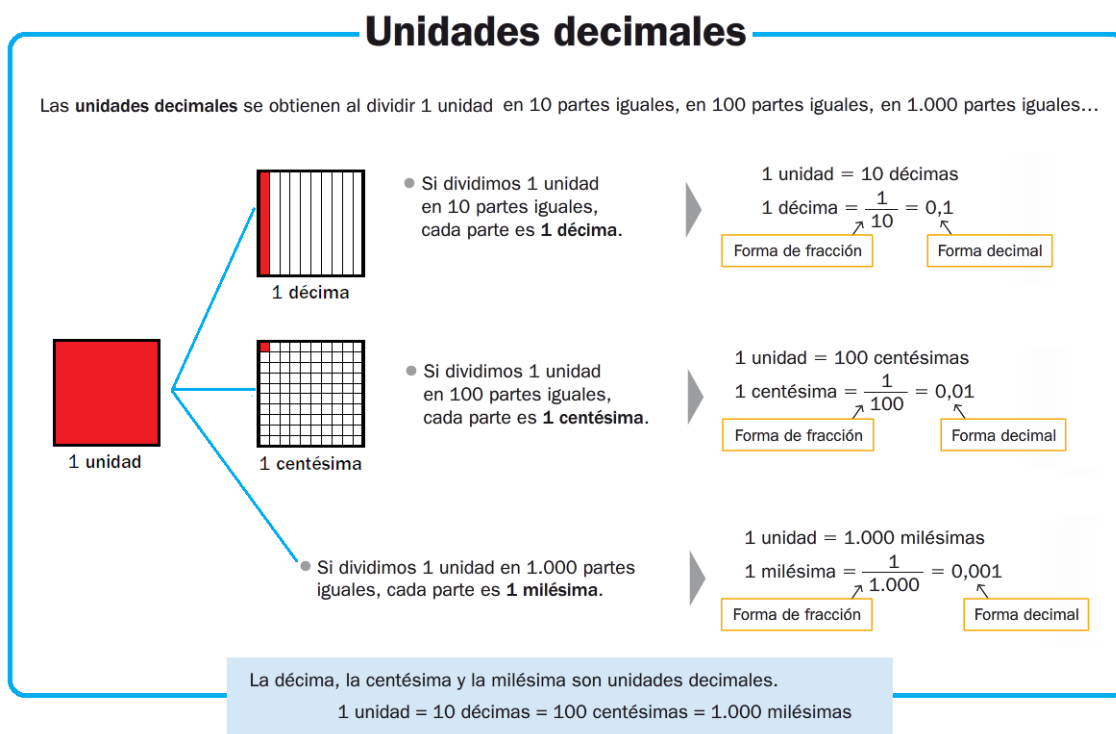 Unidades decimales
Las unidades decimales se obtienen al dividir 1 unidad en 10 partes iguales, en 100 partes iguales, en 1.000 partes iguales…
1 unidad
1 décima
Si dividimos 1 unidad
en 10 partes iguales,
cada parte es 1 décima.
1 unidad = 10 décimas
1 décima = 1/10 = 0,1
Forma de fracción
Forma decimal
1 centésima
Si dividimos 1 unidad
en 100 partes iguales,
cada parte es 1 centésima.
1 unidad = 100 centésimas
1 centésima = 1/100 = 0,01
Forma de fracción
Forma decimal
Si dividimos 1 unidad en 1.000 partes
iguales, cada parte es 1 milésima.
1 unidad = 1.000 milésimas
1 milésima = 1/1.000 = 0,001
Forma de fracción
Forma decimal
La décima, la centésima y la milésima son unidades decimales.
1 unidad = 10 décimas = 100 centésimas = 1.000 milésimas